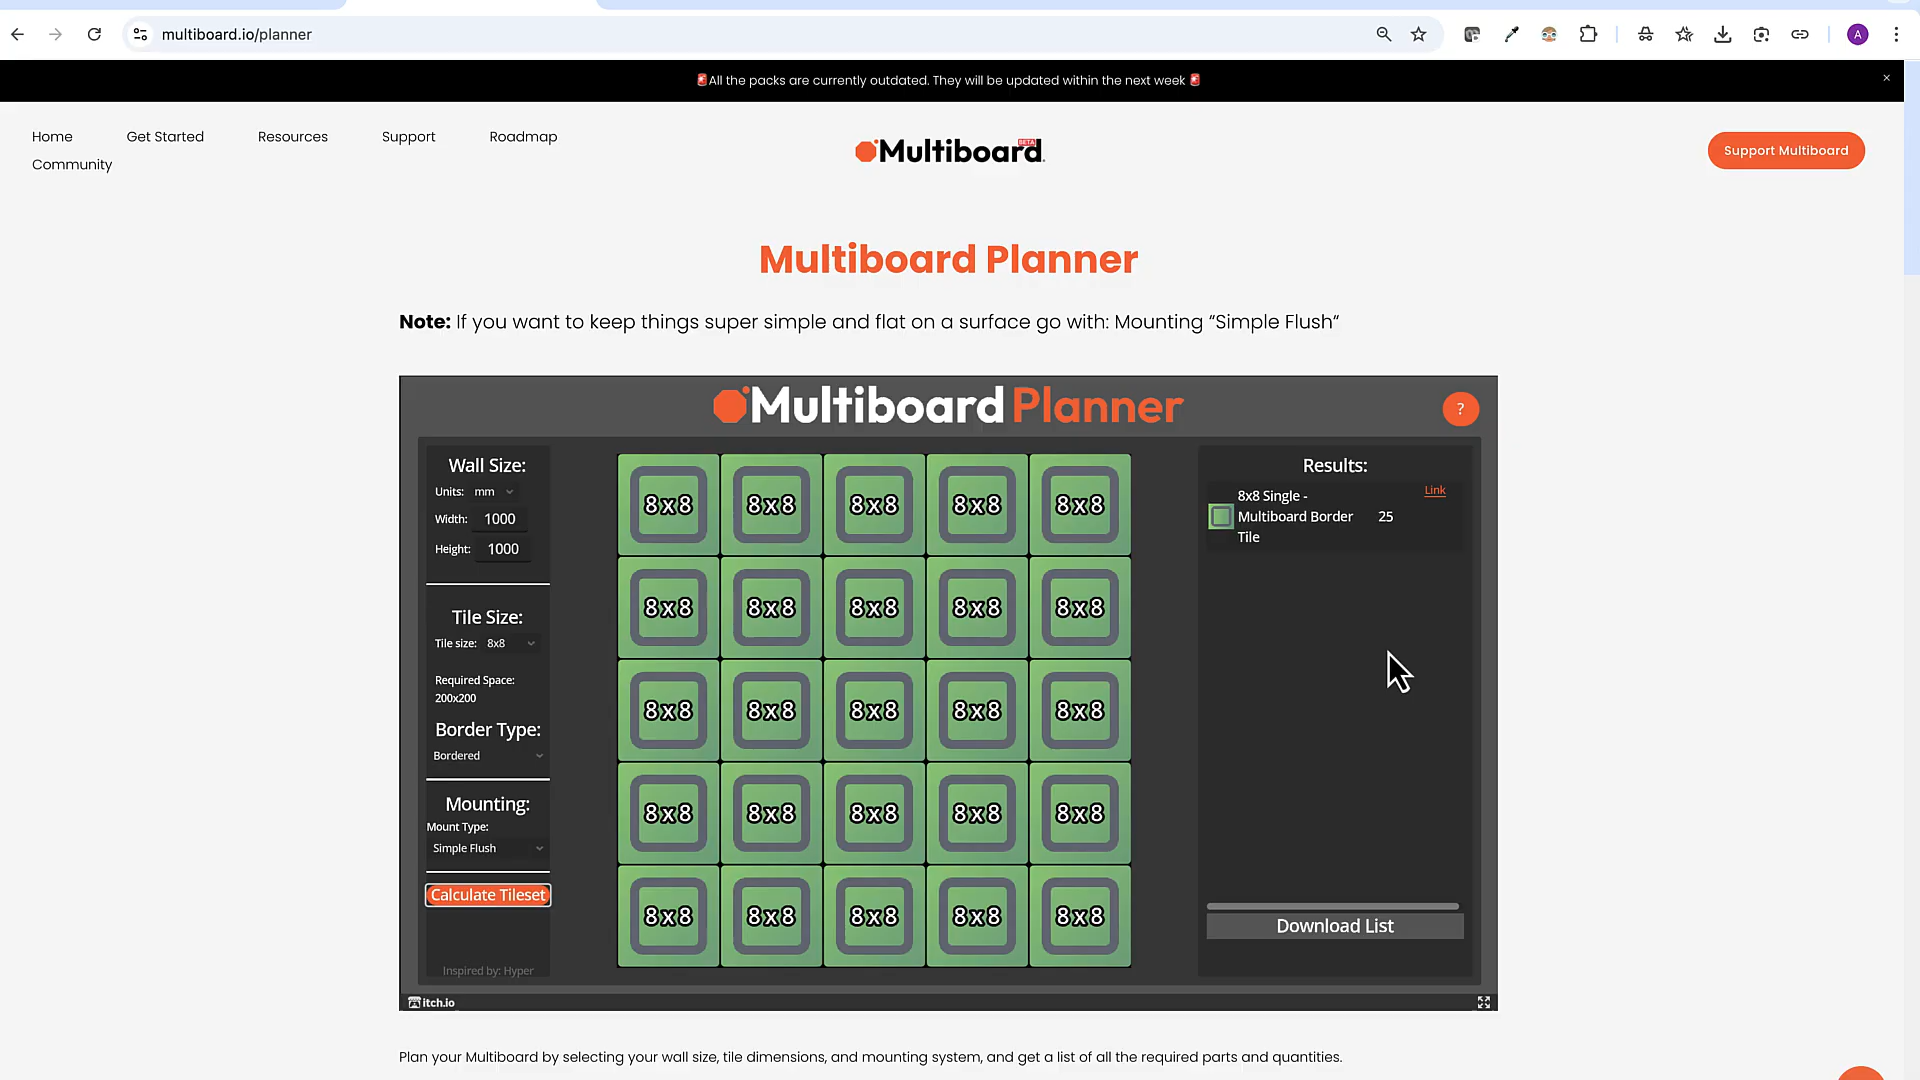 multiboard.io/planner
A
🚨All the packs are currently outdated. They will be updated within the next week 🚨
×
Home
Get Started
Resources
Support
Roadmap
Community
Multiboard
BETA
Support Multiboard
Multiboard Planner
Note: If you want to keep things super simple and flat on a surface go with: Mounting “Simple Flush”
Multiboard Planner
?
Wall Size:
Units: mm
Width: 1000
Height: 1000
Tile Size:
Tile size: 8x8
Required Space:
200x200
Border Type:
Bordered
Mounting:
Mount Type:
Simple Flush
Calculate Tileset
Inspired by: Hyper
8x8 8x8 8x8 8x8 8x8
8x8 8x8 8x8 8x8 8x8
8x8 8x8 8x8 8x8 8x8
8x8 8x8 8x8 8x8 8x8
8x8 8x8 8x8 8x8 8x8
Results:
8x8 Single -
Multiboard Border
Tile
25
Link
Download List
itch.io
Plan your Multiboard by selecting your wall size, tile dimensions, and mounting system, and get a list of all the required parts and quantities.